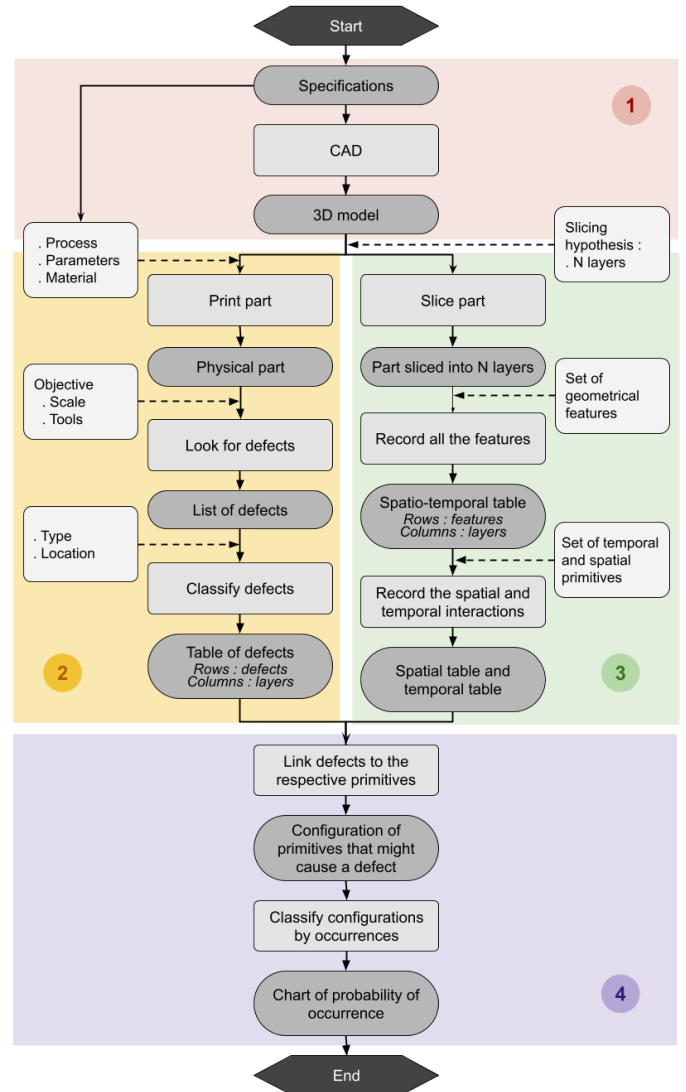 Start
Specifications
1
CAD
3D model
. Process
. Parameters
. Material
Slicing
hypothesis :
. N layers
Print part
Physical part
Objective
. Scale
. Tools
Look for defects
List of defects
. Type
. Location
Classify defects
Table of defects
Rows : defects
Columns : layers
2
Slice part
Part sliced into N layers
Set of
geometrical
features
Record all the features
Spatio-temporal table
Rows : features
Columns : layers
Set of temporal
and spatial
primitives
Record the spatial and
temporal interactions
Spatial table and
temporal table
3
Link defects to the
respective primitives
Configuration of
primitives that might
cause a defect
Classify configurations
by occurrences
Chart of probability of
occurrence
4
End